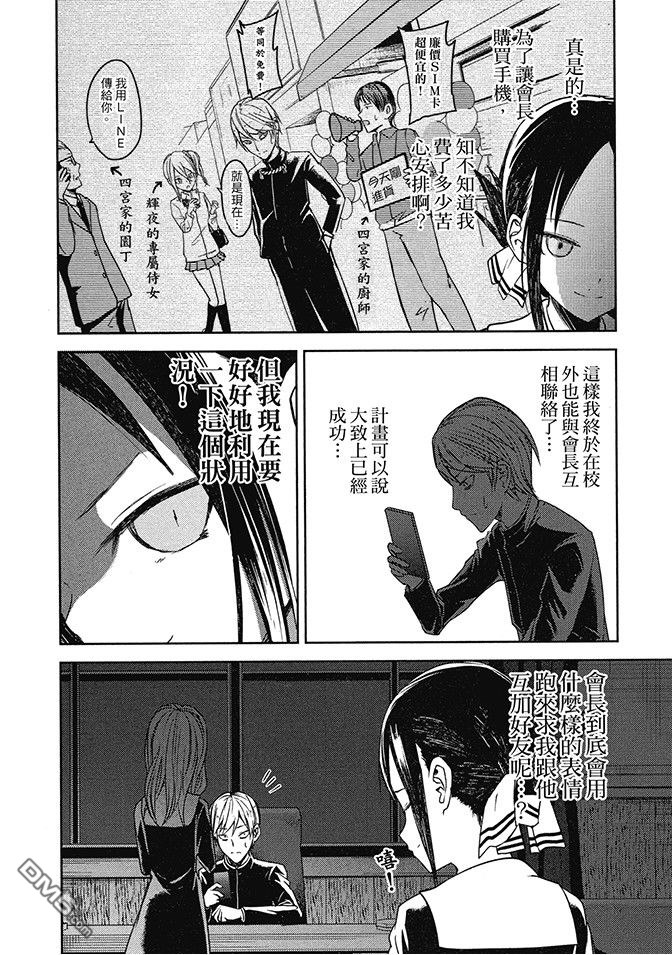 真是的…
為了讓會長
購買手機，
知不知道我
費了多少苦
心安排啊？
廉價SIM卡
超便宜的！
今天剛
進貨
四宮家的廚師
等同於免費！
就是現在…
輝夜的專屬侍女
四宮家的園丁
我用LINE
傳給你。
這樣我終於在校
外也能與會長互
相聯絡了…
計畫可以說
大致上已經
成功…
但我現在要
好好地利用
一下這個狀
況！
會長到底會用
什麼樣的表情
跑來求我跟他
互加好友呢…？
嘻！
DM5.com